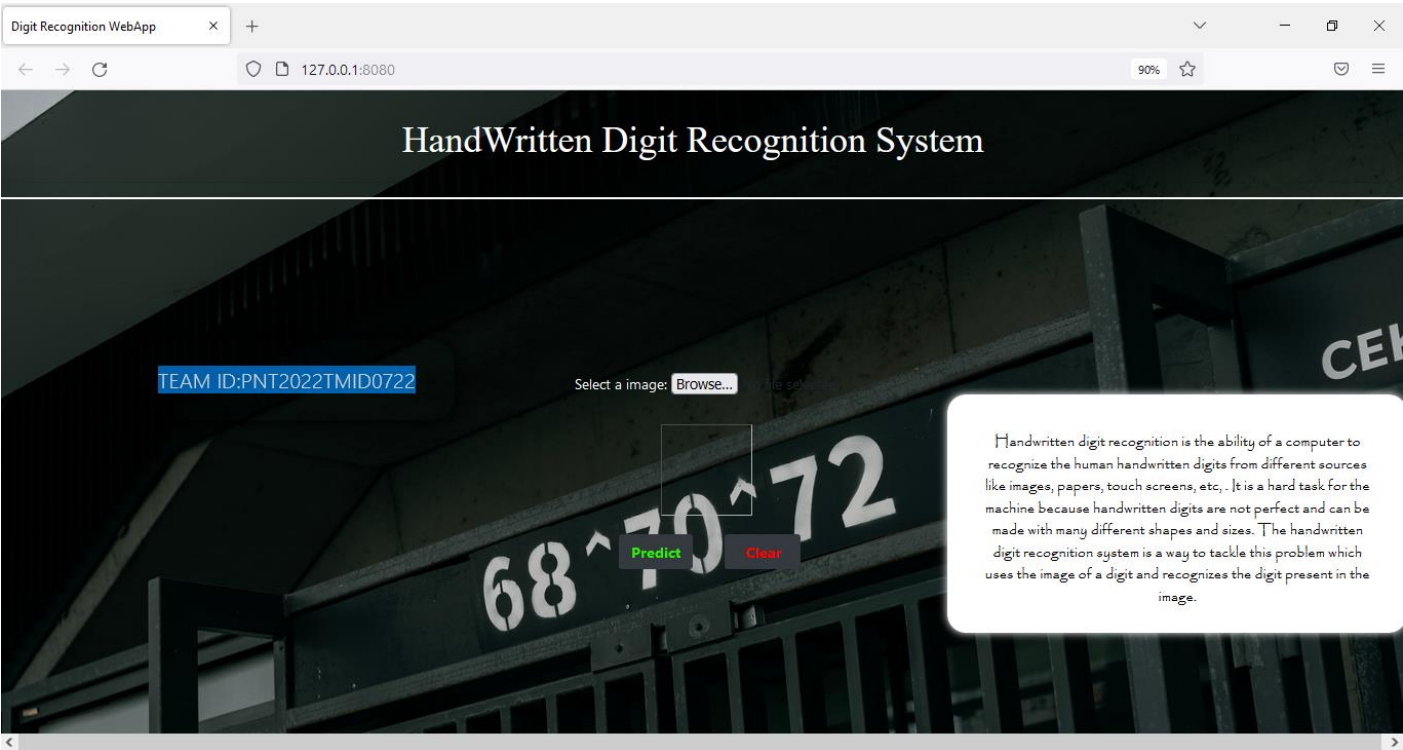 Digit Recognition WebApp
127.0.0.1:8080
90%
HandWritten Digit Recognition System
TEAM ID:PNT2022TMID0722
Select a image: Browse... No file selected.
CEK
68^70^72
Predict
Clear
Handwritten digit recognition is the ability of a computer to
recognize the human handwritten digits from different sources
like images, papers, touch screens, etc, . It is a hard task for the
machine because handwritten digits are not perfect and can be
made with many different shapes and sizes. The handwritten
digit recognition system is a way to tackle this problem which
uses the image of a digit and recognizes the digit present in the
image.